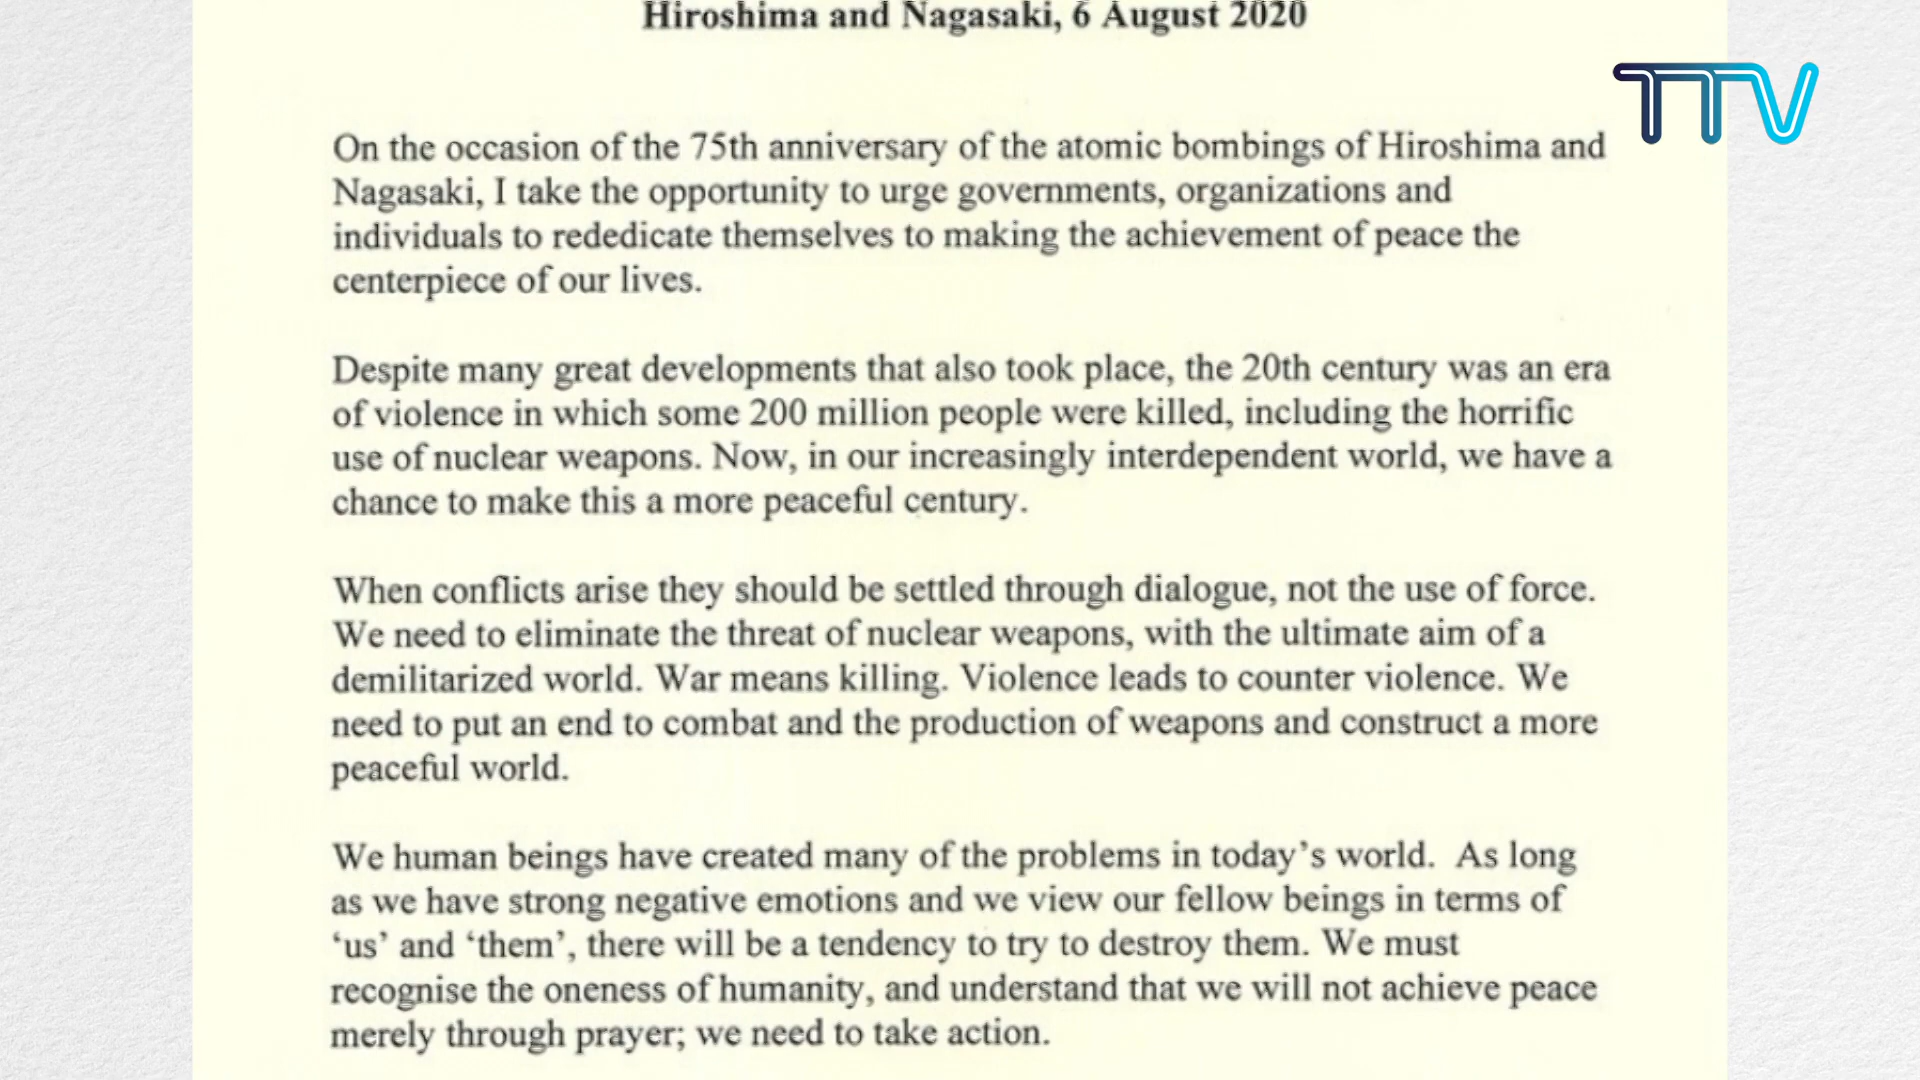 Hiroshima and Nagasaki, 6 August 2020
TTV
On the occasion of the 75th anniversary of the atomic bombings of Hiroshima and
Nagasaki, I take the opportunity to urge governments, organizations and
individuals to rededicate themselves to making the achievement of peace the
centerpiece of our lives.
Despite many great developments that also took place, the 20th century was an era
of violence in which some 200 million people were killed, including the horrific
use of nuclear weapons. Now, in our increasingly interdependent world, we have a
chance to make this a more peaceful century.
When conflicts arise they should be settled through dialogue, not the use of force.
We need to eliminate the threat of nuclear weapons, with the ultimate aim of a
demilitarized world. War means killing. Violence leads to counter violence. We
need to put an end to combat and the production of weapons and construct a more
peaceful world.
We human beings have created many of the problems in today’s world.  As long
as we have strong negative emotions and we view our fellow beings in terms of
‘us’ and ‘them’, there will be a tendency to try to destroy them. We must
recognise the oneness of humanity, and understand that we will not achieve peace
merely through prayer; we need to take action.